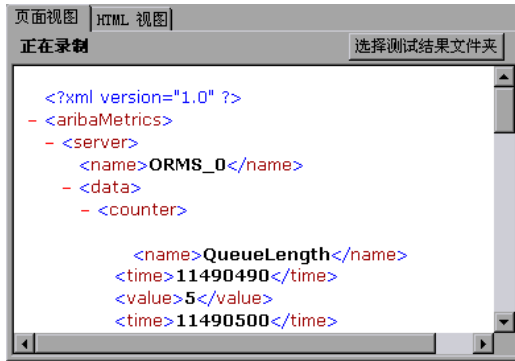 页面视图 HTML 视图
正在录制 选择测试结果文件夹
<?xml version="1.0" ?>
- <aribaMetrics>
- <server>
<name>ORMS_0</name>
- <data>
- <counter>
<name>QueueLength</name>
<time>11490490</time>
<value>5</value>
<time>11490500</time>